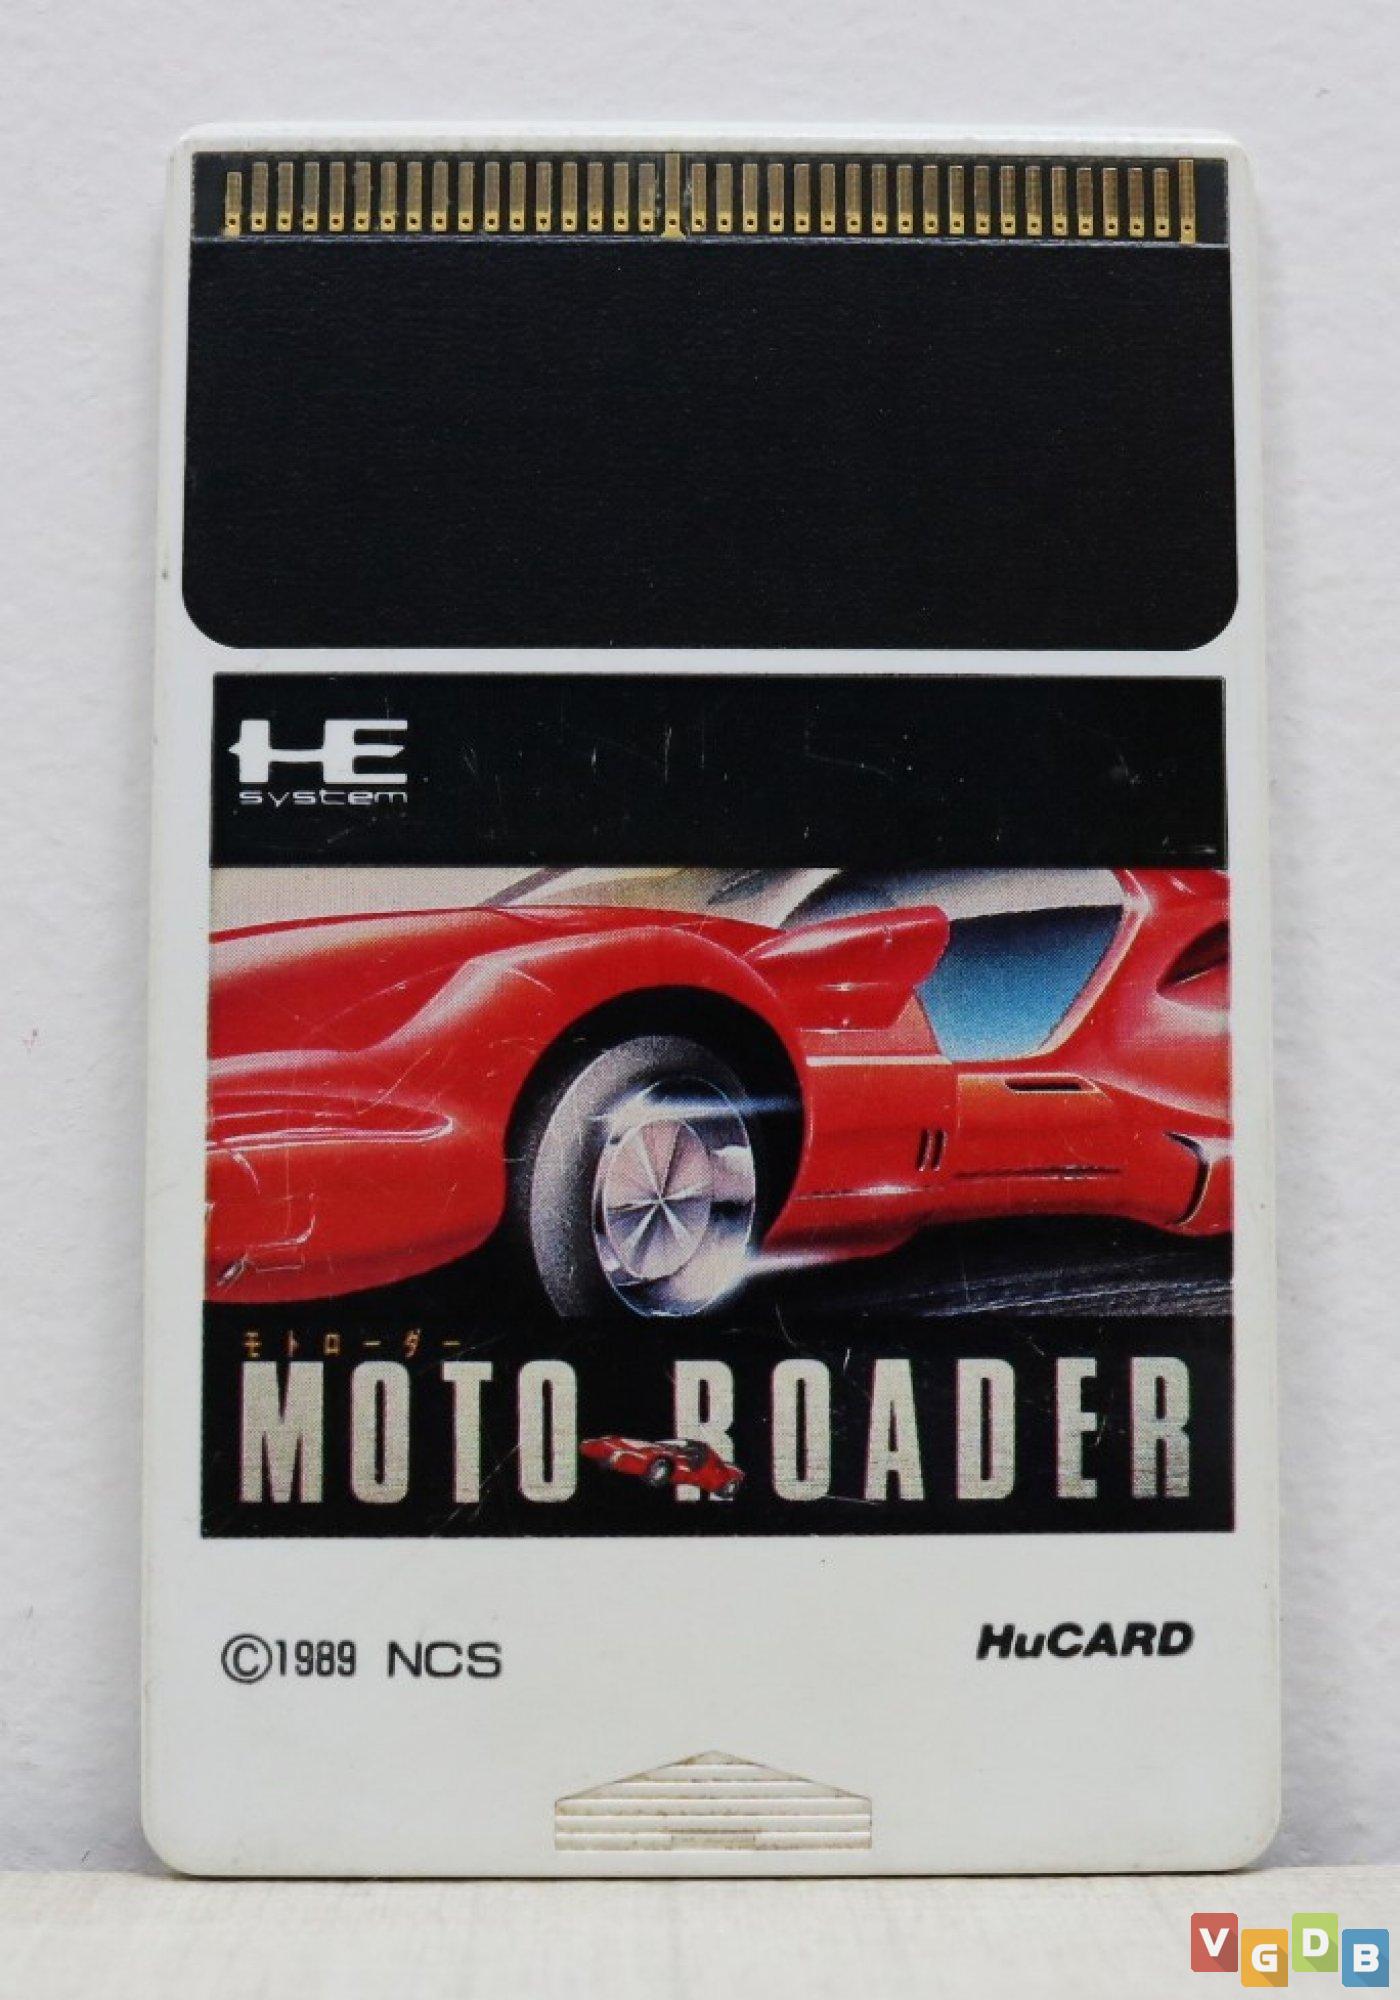 HE
system
モトローダー
MOTO ROADER
©1989 NCS
HuCARD
VGDB